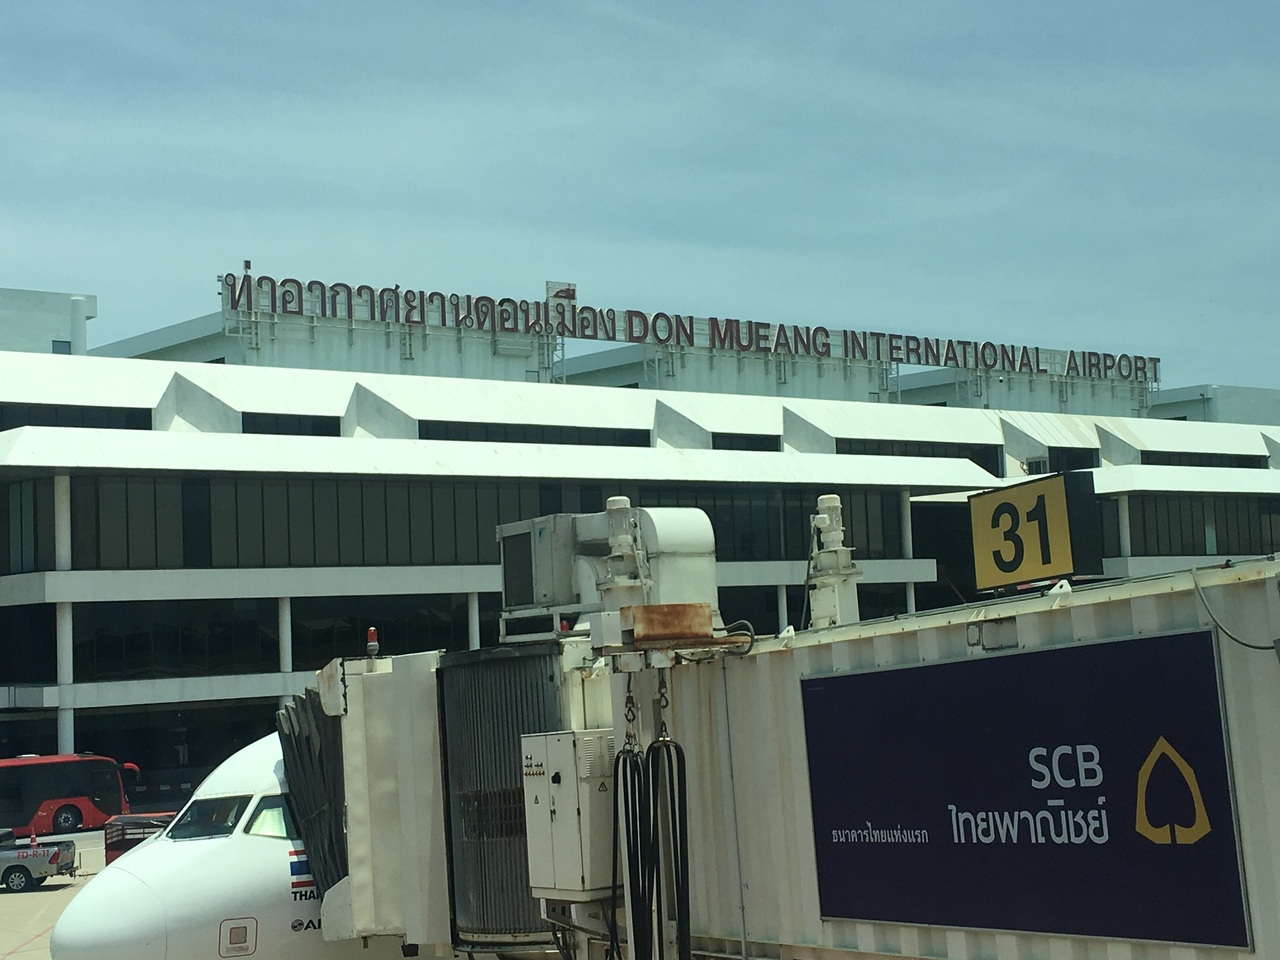 ท่าอากาศยานดอนเมือง DON MUEANG INTERNATIONAL AIRPORT
31
SCB
ไทยพาณิชย์
ธนาคารไทยแห่งแรก
FD-R-11